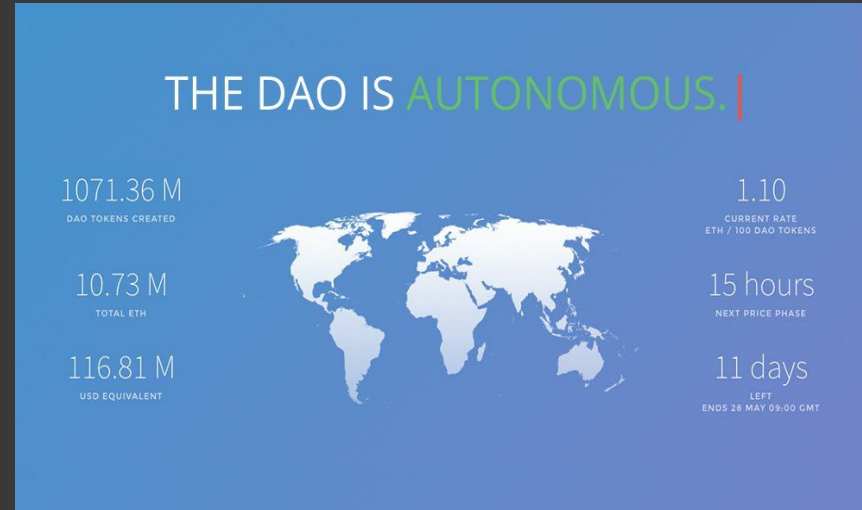 THE DAO IS AUTONOMOUS.
1071.36 M
DAO TOKENS CREATED
10.73 M
TOTAL ETH
116.81 M
USD EQUIVALENT
1.10
CURRENT RATE
ETH / 100 DAO TOKENS
15 hours
NEXT PRICE PHASE
11 days
LEFT
ENDS 28 MAY 09:00 GMT